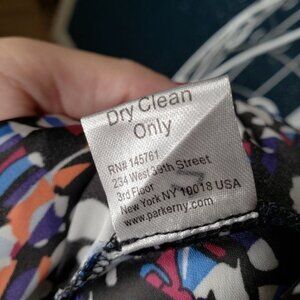 Dry Clean
Only
RN# 145761
234 West 39th Street
3rd Floor
New York NY 10018 USA
www.parkerny.com